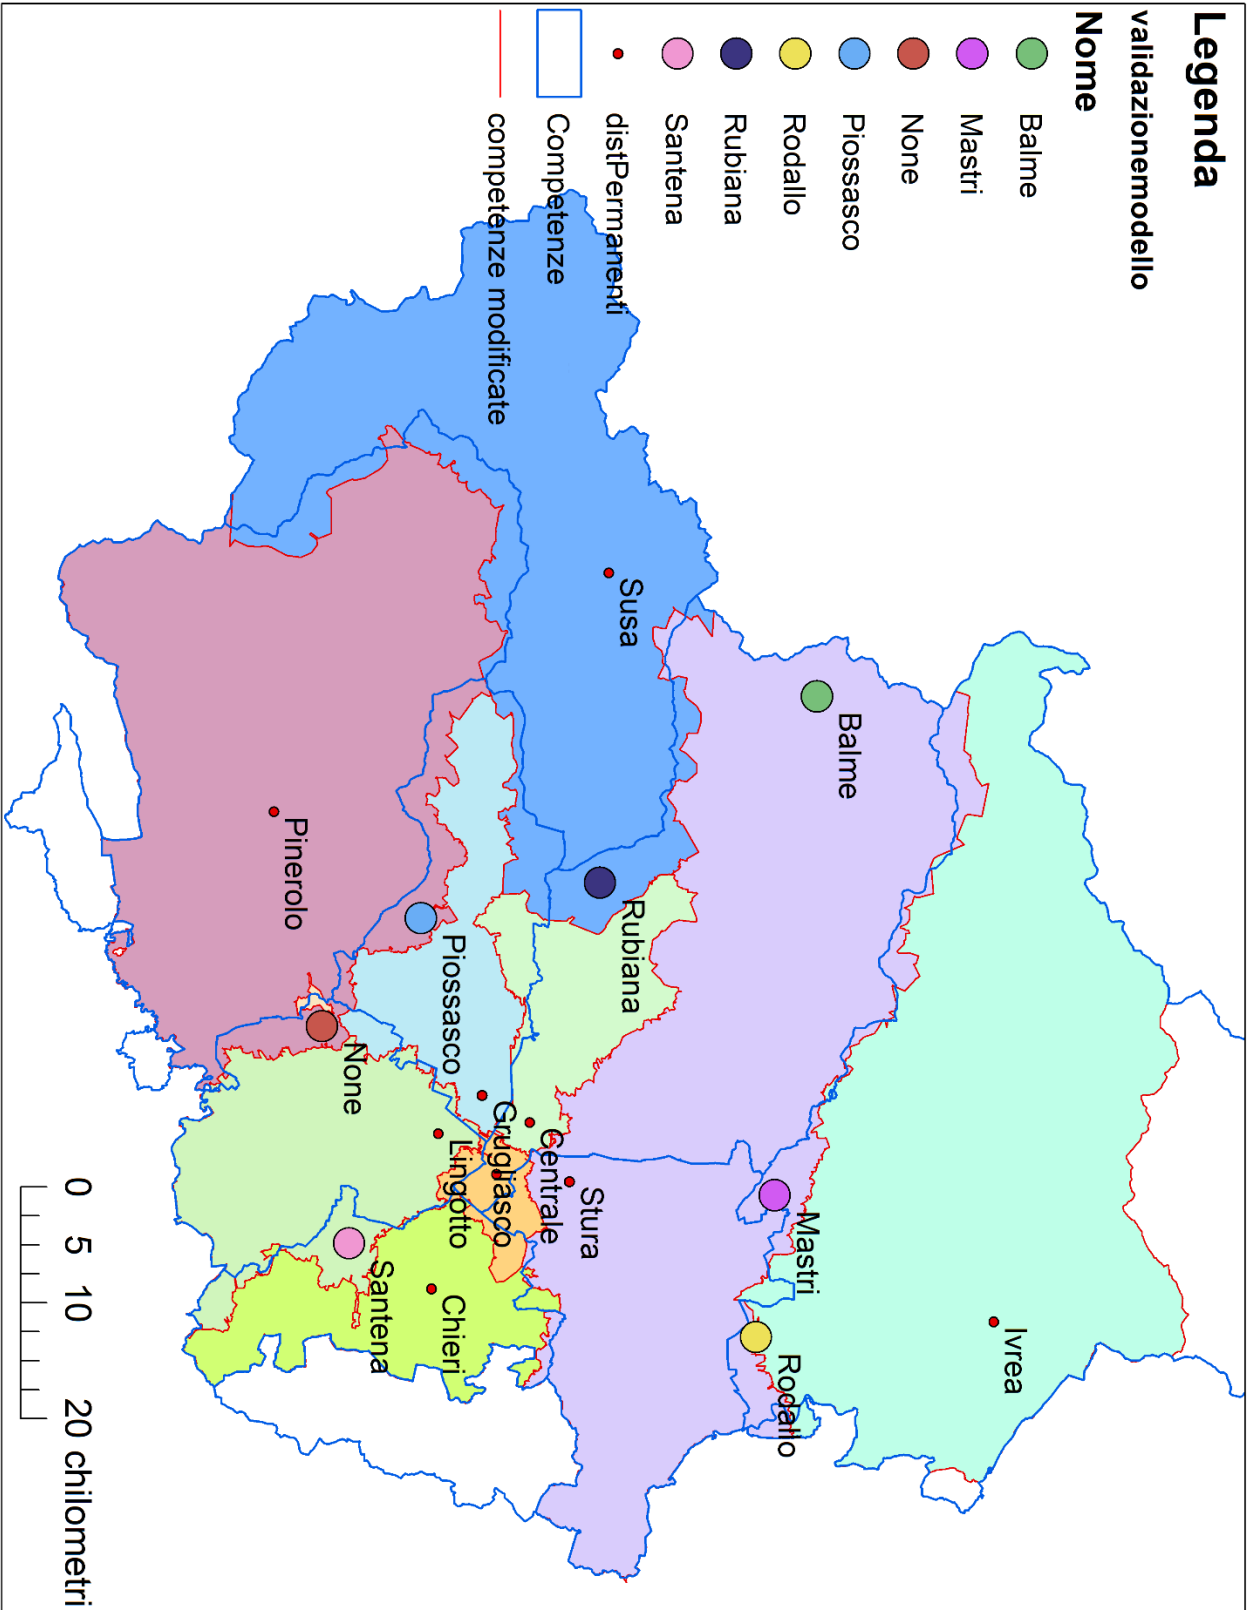 Legenda
validazionemodello
Nome
Balme
Mastri
None
Piossasco
Rodallo
Rubiana
Santena
distPermanenti
Competenze
competenze modificate
Ivrea
Balme
Mastri
Rodallo
Susa
Rubiana
Stura
Centrale
Grugliasco
Lingotto
Piossasco
Chieri
Santena
None
Pinerolo
0 5 10 20 chilometri